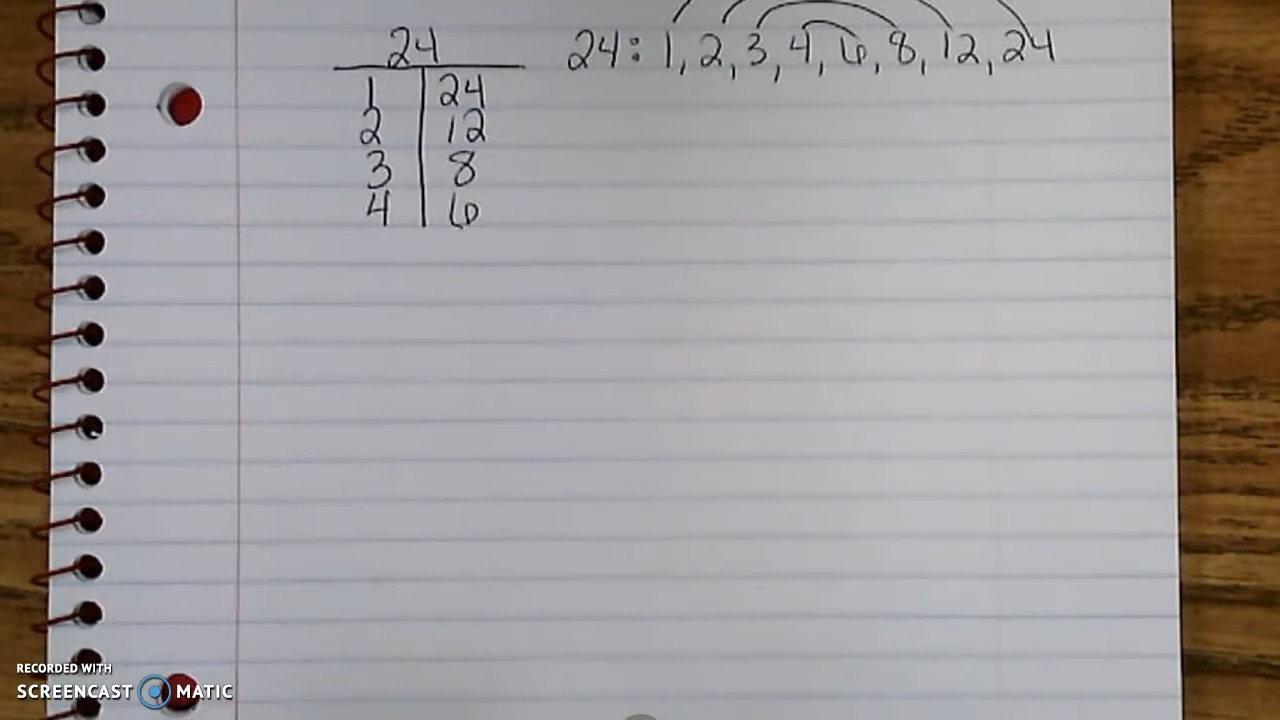 24
1 24
2 12
3 8
4 6
24: 1, 2, 3, 4, 6, 8, 12, 24
RECORDED WITH
SCREENCAST MATIC